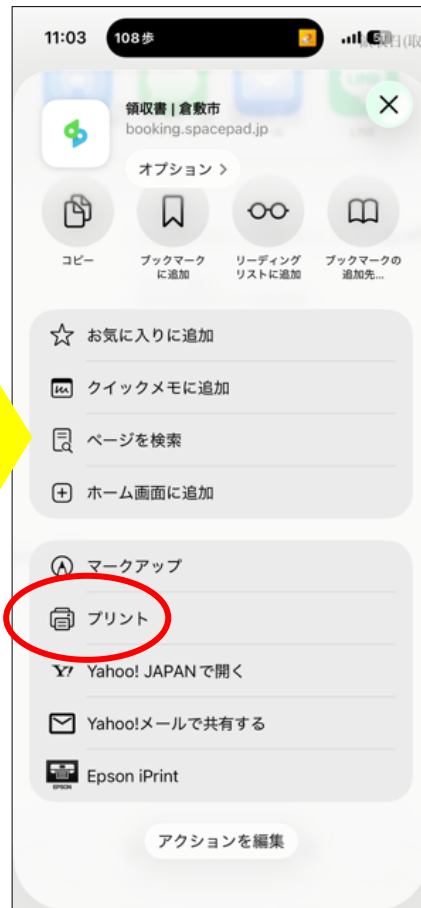 11:03
108歩
領収書 | 倉敷市
booking.spacepad.jp
オプション
コピー
ブックマーク
に追加
リーディング
リストに追加
ブックマークの
追加先...
お気に入りに追加
クイックメモに追加
ページを検索
ホーム画面に追加
マークアップ
プリント
Y! Yahoo! JAPANで開く
Yahoo!メールで共有する
EPSON
Epson iPrint
アクションを編集